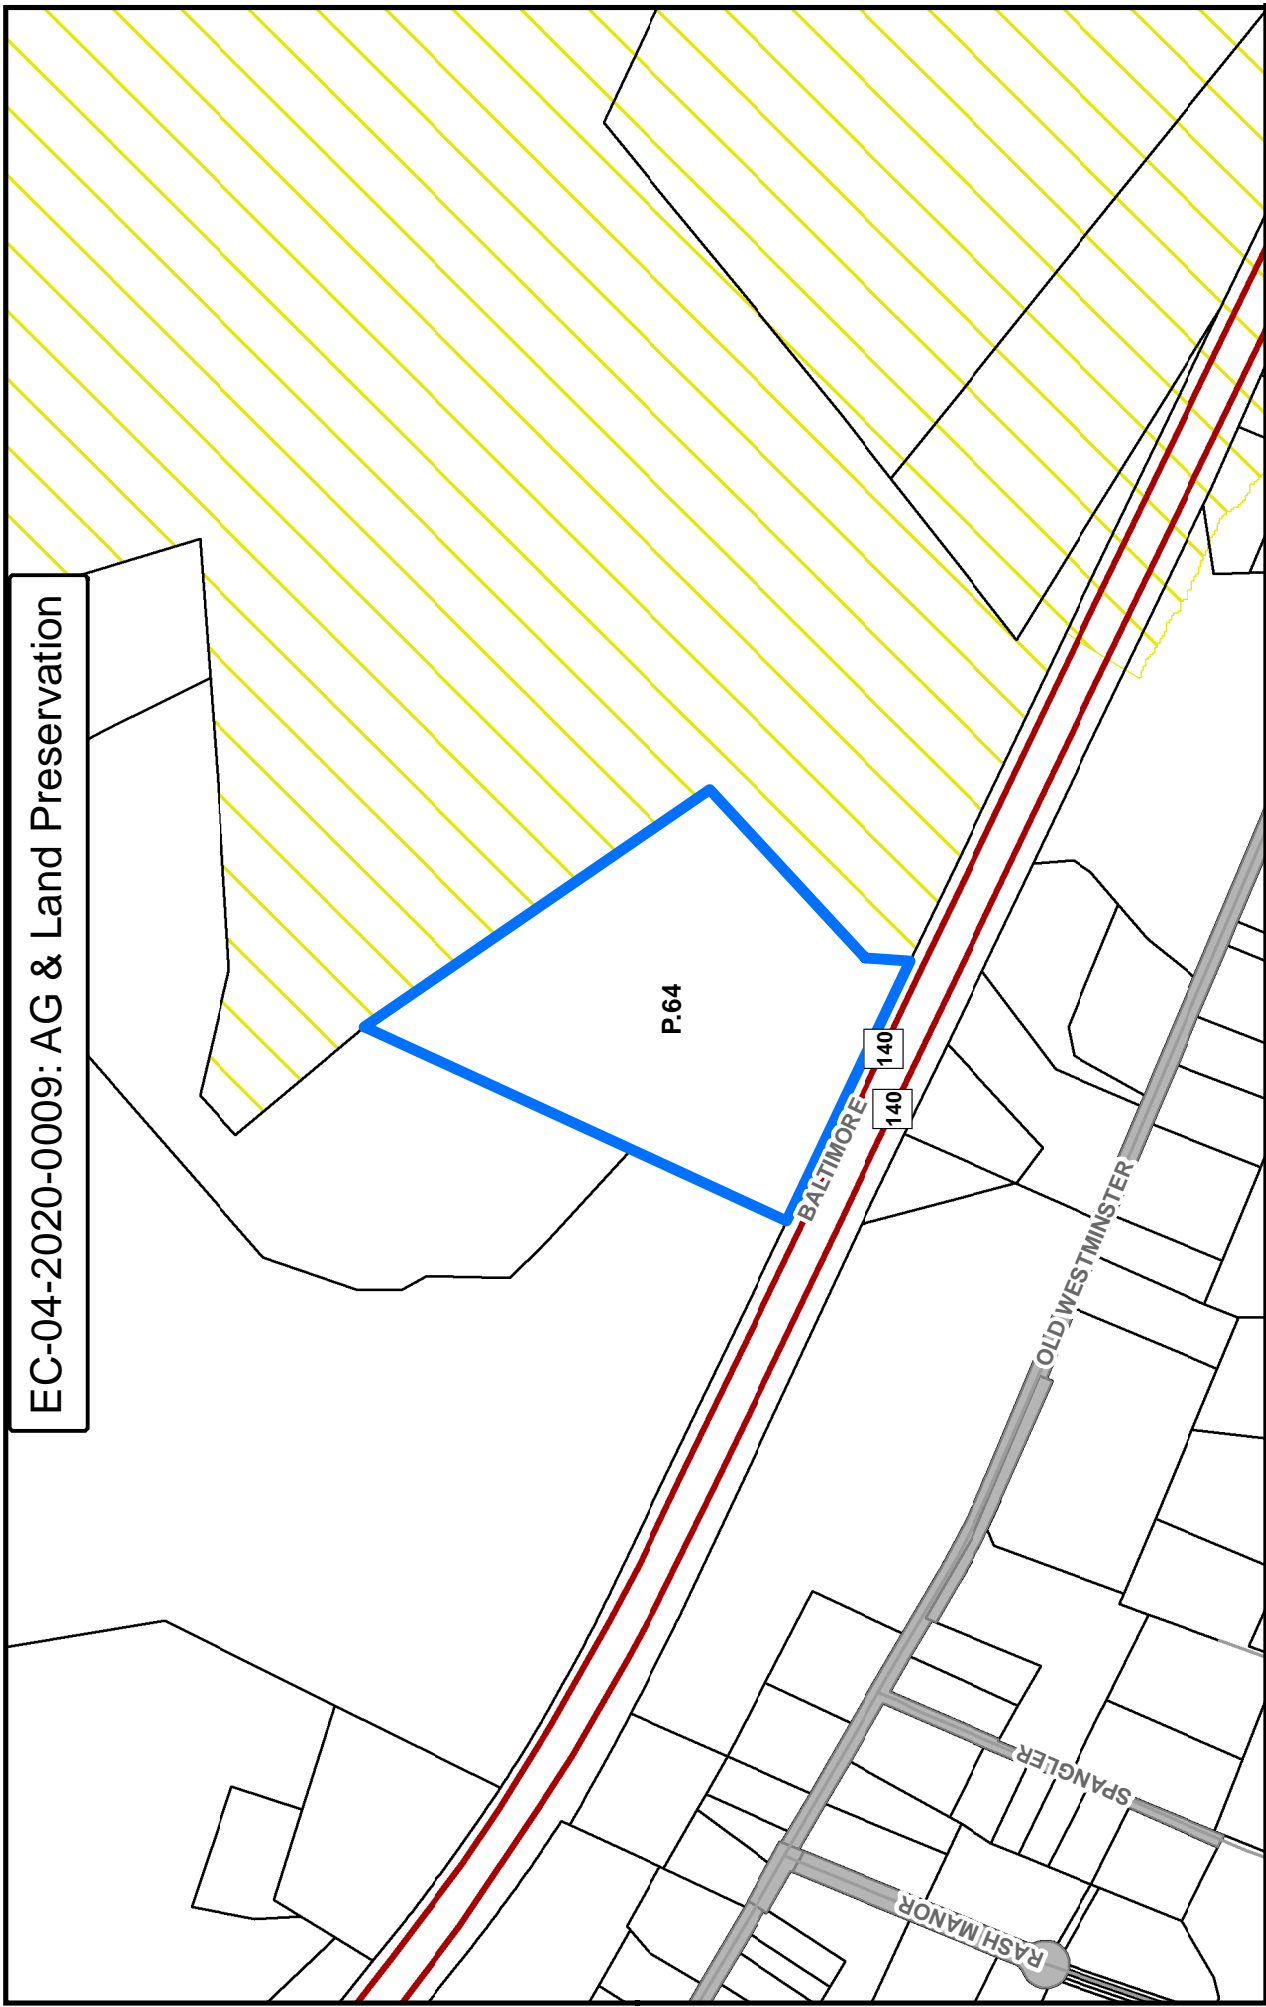 EC-04-2020-0009: AG & Land Preservation
P.64
140
BALTIMORE
140
OLD WESTMINSTER
SPANGLER
RASH MANOR